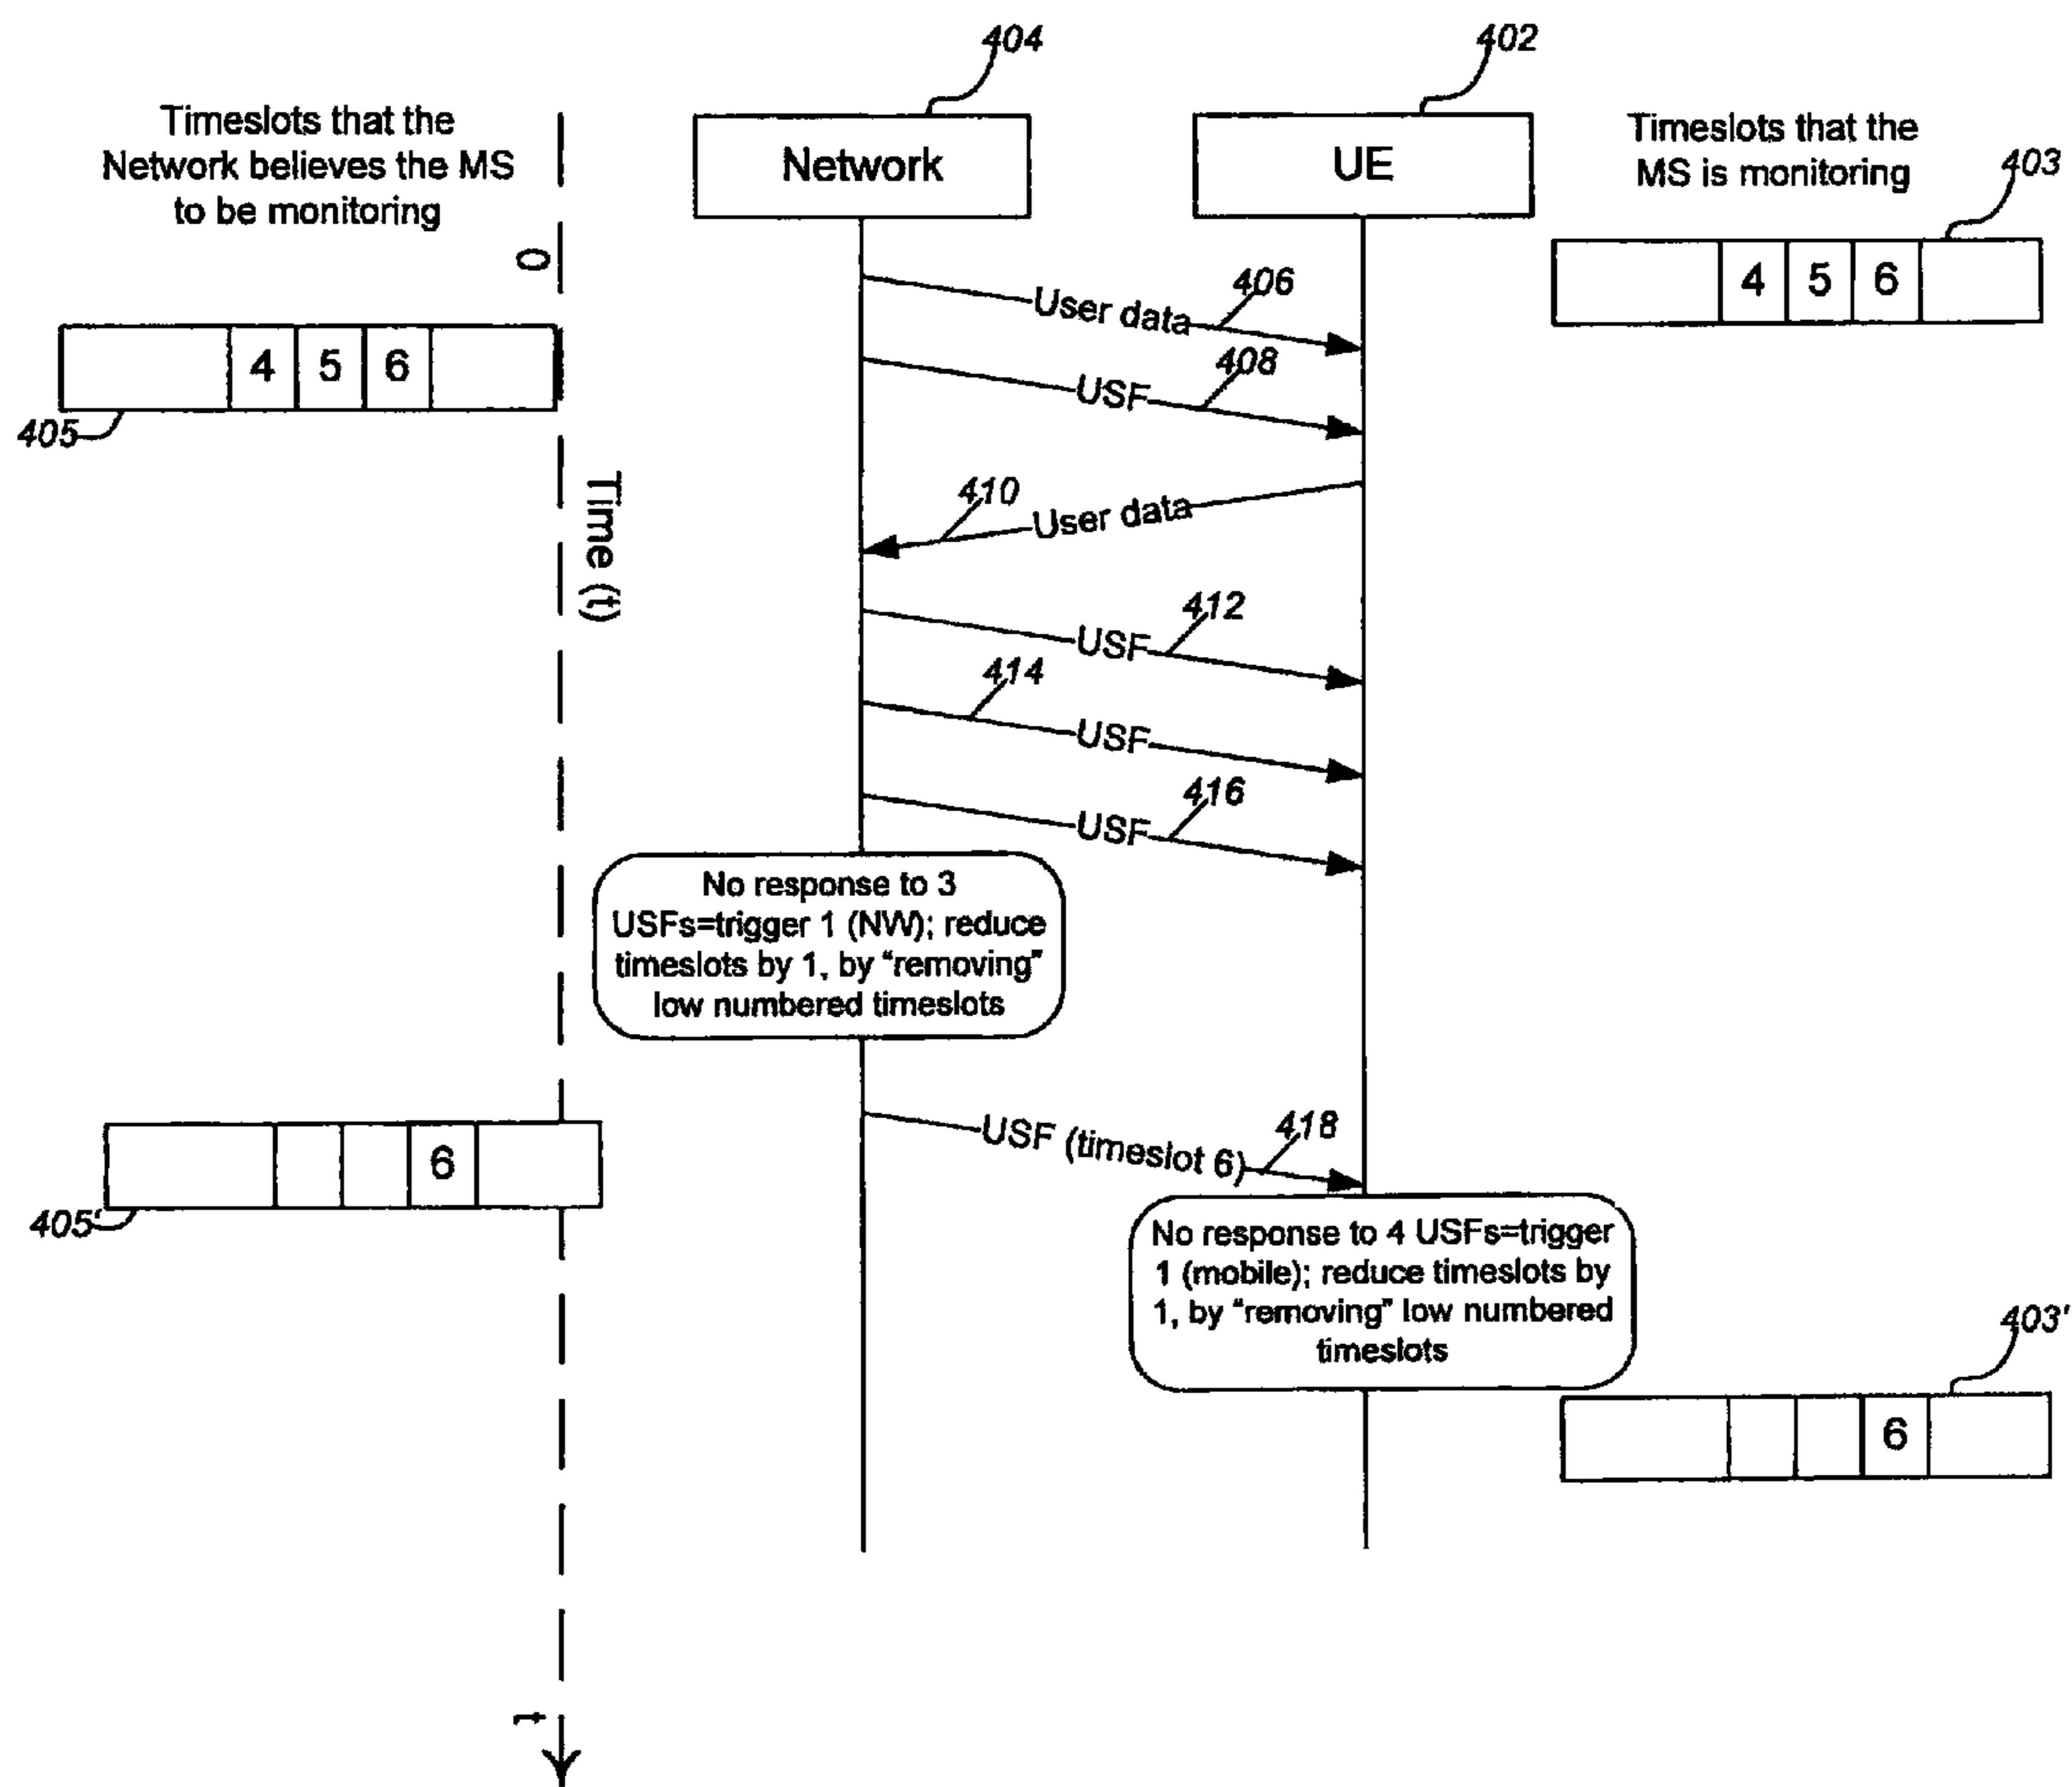 404
402
Timeslots that the
Network believes the MS
to be monitoring
Network
UE
Timeslots that the
MS is monitoring
403
0
4 5 6
User data
406
4 5 6
405
USF
408
Time (t)
User data
410
USF
412
USF
414
USF
416
No response to 3
USFs=trigger 1 (NW); reduce
timeslots by 1, by "removing"
low numbered timeslots
6
405'
USF (timeslot 6)
418
No response to 4 USFs=trigger
1 (mobile); reduce timeslots by
1, by "removing" low numbered
timeslots
403'
6
t